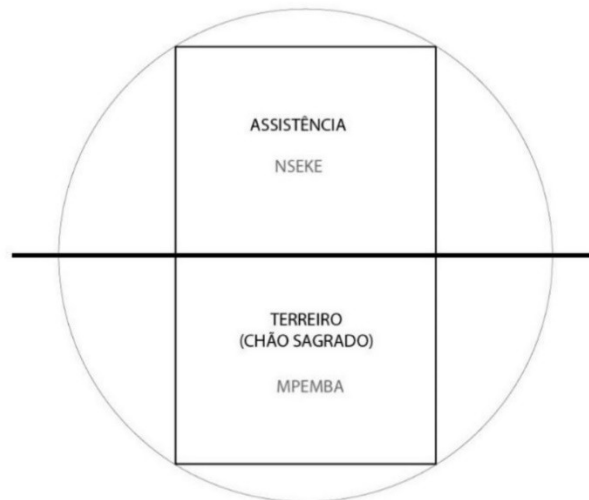 ASSISTÊNCIA
NSEKE
TERREIRO
(CHÃO SAGRADO)
MPEMBA